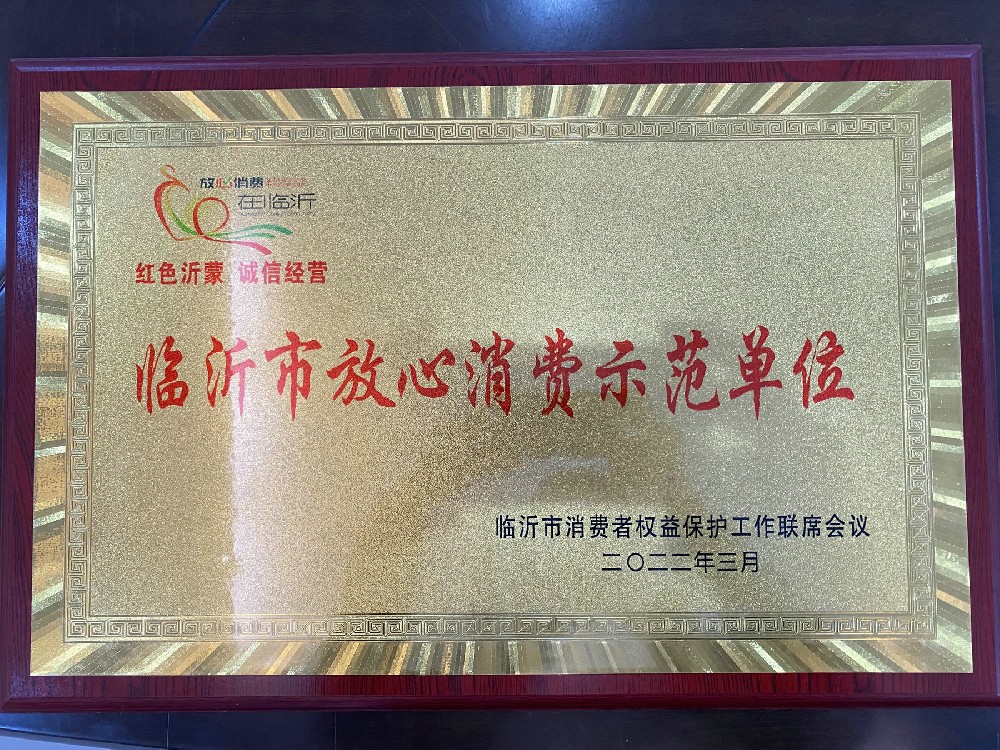 放心消费
在临沂
红色沂蒙 诚信经营
临沂市放心消费示范单位
临沂市消费者权益保护工作联席会议
二〇二二年三月